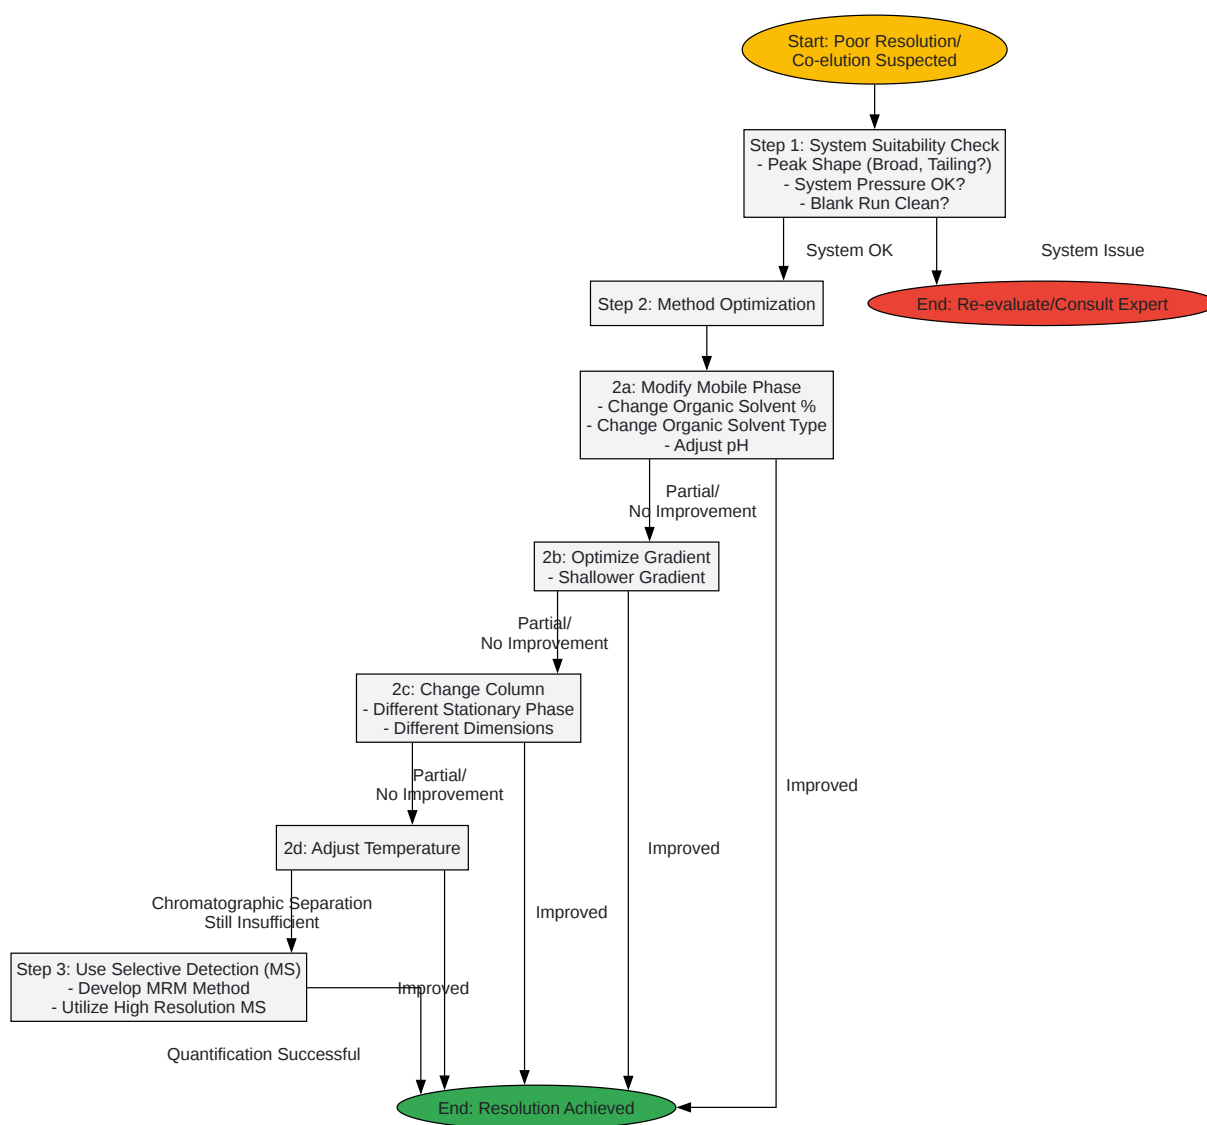 Start: Poor Resolution/
Co-elution Suspected
Step 1: System Suitability Check
- Peak Shape (Broad, Tailing?)
- System Pressure OK?
- Blank Run Clean?
System OK
System Issue
Step 2: Method Optimization
End: Re-evaluate/Consult Expert
2a: Modify Mobile Phase
- Change Organic Solvent %
- Change Organic Solvent Type
- Adjust pH
Partial/
No Improvement
2b: Optimize Gradient
- Shallower Gradient
Partial/
No Improvement
2c: Change Column
- Different Stationary Phase
- Different Dimensions
Partial/
No Improvement
Improved
2d: Adjust Temperature
Improved
Chromatographic Separation
Still Insufficient
Improved
Step 3: Use Selective Detection (MS)
- Develop MRM Method
- Utilize High Resolution MS
Improved
Quantification Successful
End: Resolution Achieved